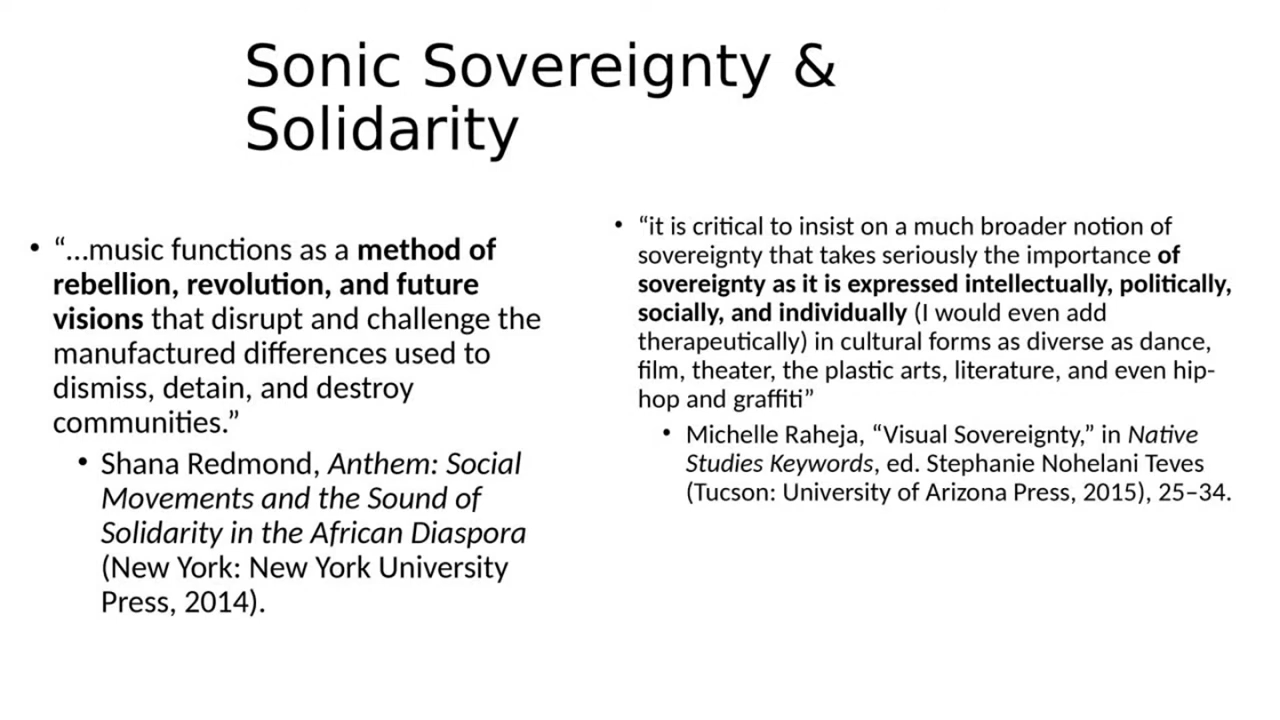 Sonic Sovereignty &
Solidarity
• “…music functions as a method of
rebellion, revolution, and future
visions that disrupt and challenge the
manufactured differences used to
dismiss, detain, and destroy
communities.”
• Shana Redmond, Anthem: Social
Movements and the Sound of
Solidarity in the African Diaspora
(New York: New York University
Press, 2014).
• “it is critical to insist on a much broader notion of
sovereignty that takes seriously the importance of
sovereignty as it is expressed intellectually, politically,
socially, and individually (I would even add
therapeutically) in cultural forms as diverse as dance,
film, theater, the plastic arts, literature, and even hip-
hop and graffiti”
• Michelle Raheja, “Visual Sovereignty,” in Native
Studies Keywords, ed. Stephanie Nohelani Teves
(Tucson: University of Arizona Press, 2015), 25–34.